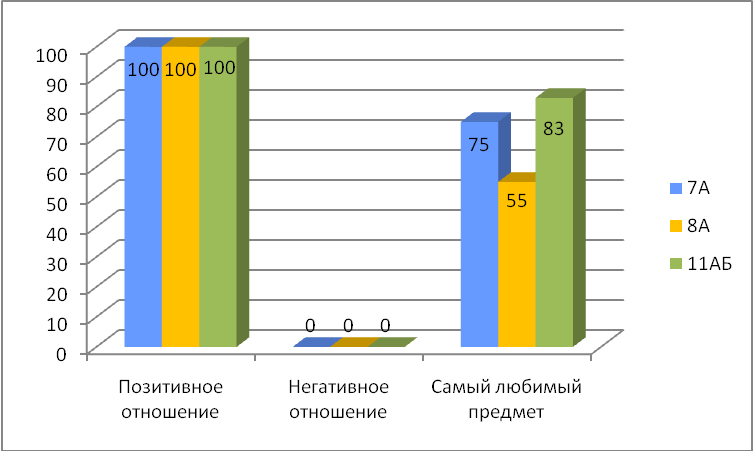 100
90
80
70
60
50
40
30
20
10
0
100 100 100
0 0 0
75
55
83
Позитивное
отношение
Негативное
отношение
Самый любимый
предмет
7А
8А
11АБ